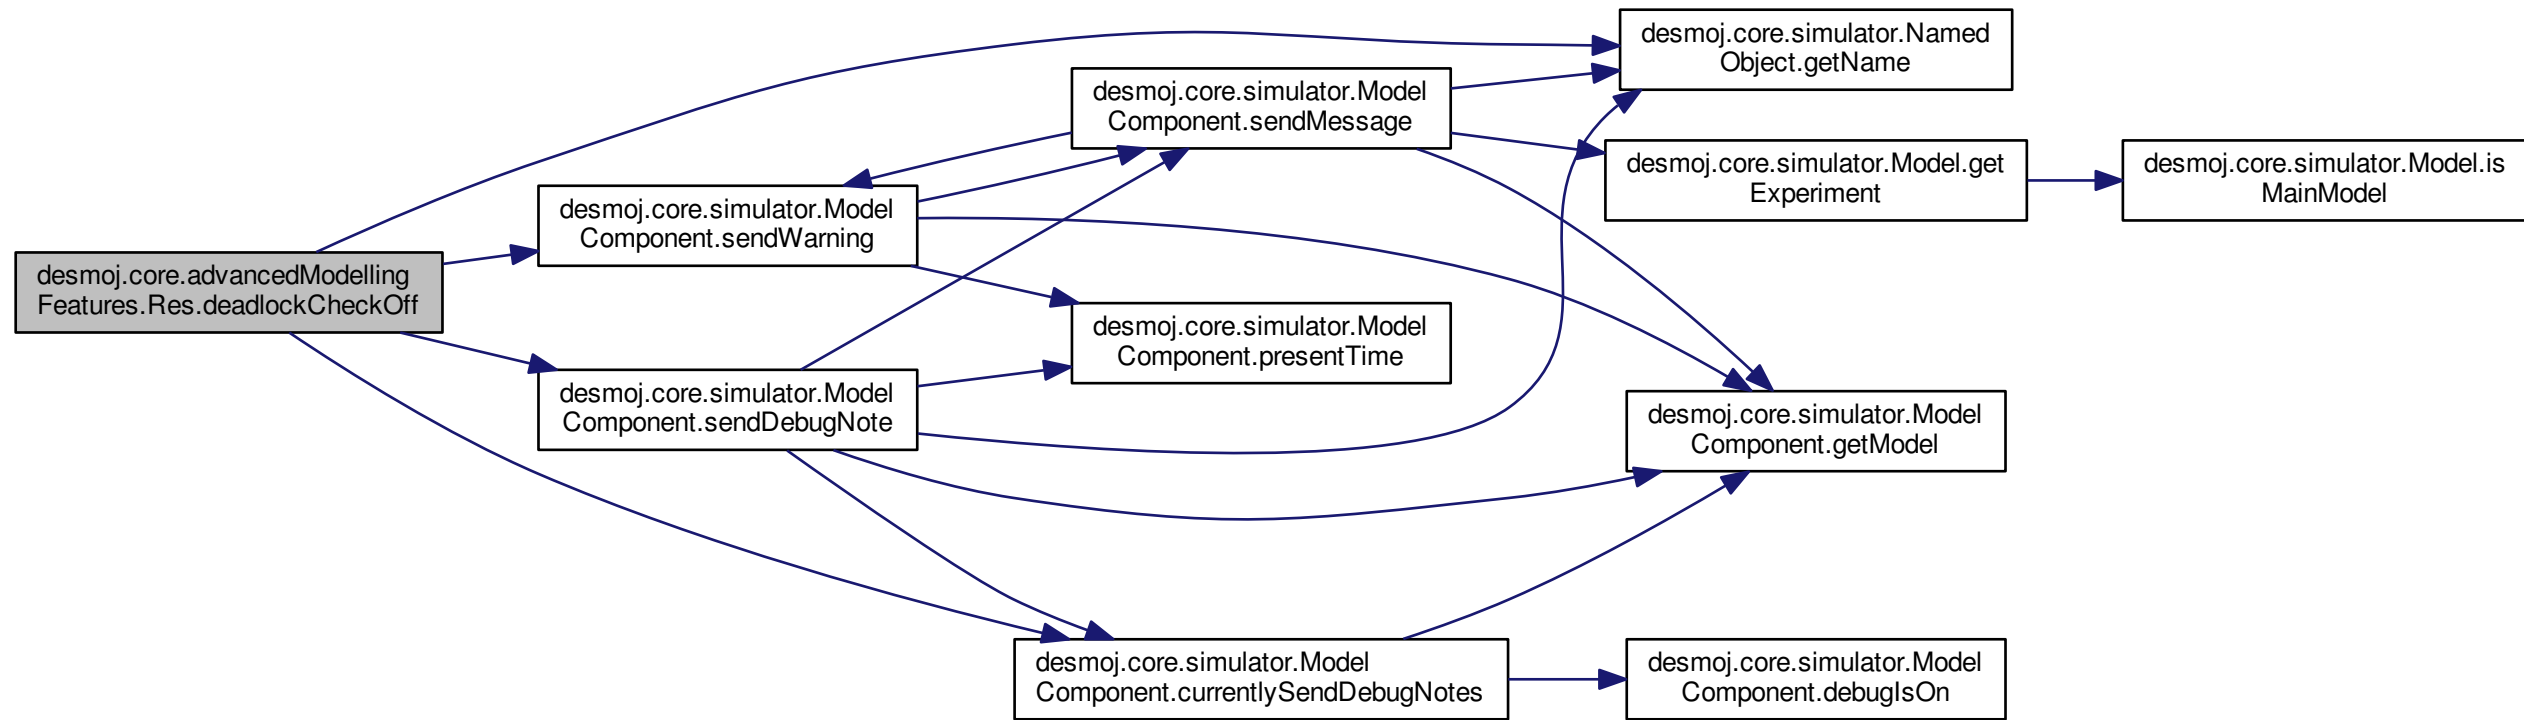 desmoj.core.simulator.Named
Object.getName
desmoj.core.simulator.Model
Component.sendMessage
desmoj.core.simulator.Model.get
Experiment
desmoj.core.simulator.Model.is
MainModel
desmoj.core.simulator.Model
Component.sendWarning
desmoj.core.advancedModelling
Features.Res.deadlockCheckOff
desmoj.core.simulator.Model
Component.presentTime
desmoj.core.simulator.Model
Component.sendDebugNote
desmoj.core.simulator.Model
Component.getModel
desmoj.core.simulator.Model
Component.currentlySendDebugNotes
desmoj.core.simulator.Model
Component.debugIsOn